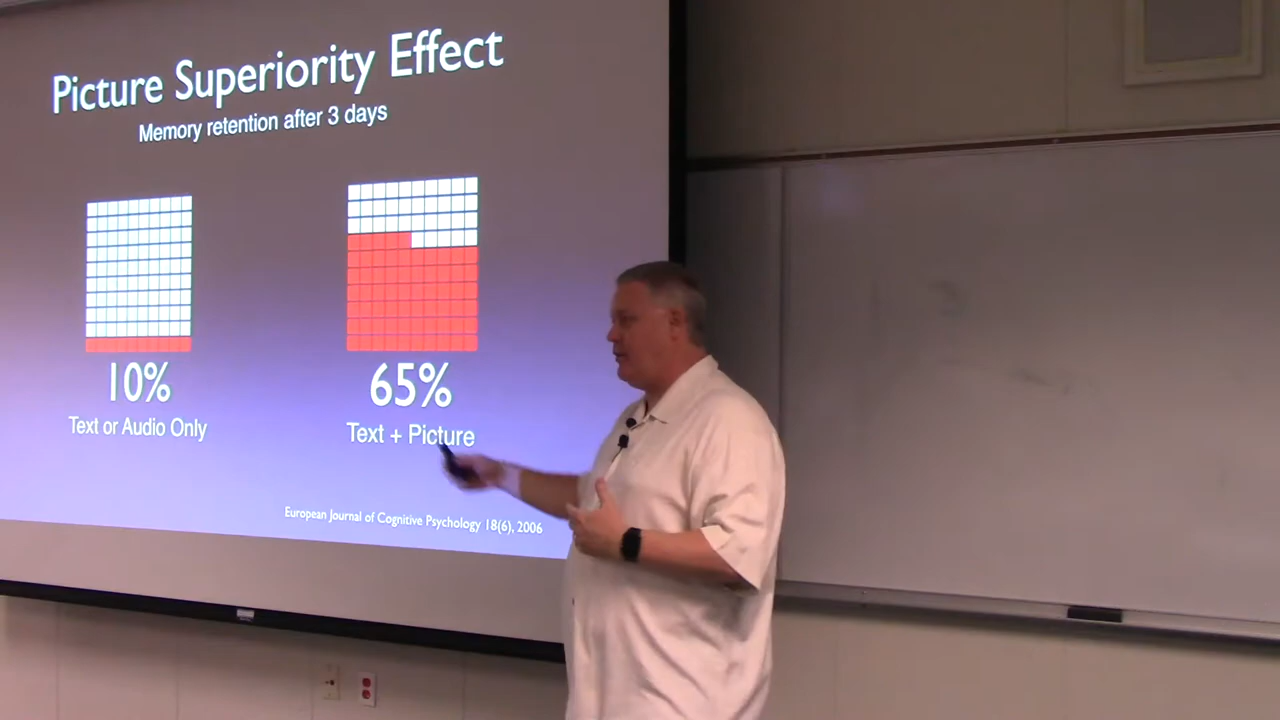 Picture Superiority Effect
Memory retention after 3 days
10%
Text or Audio Only
65%
Text + Picture
European Journal of Cognitive Psychology 18(6), 2006